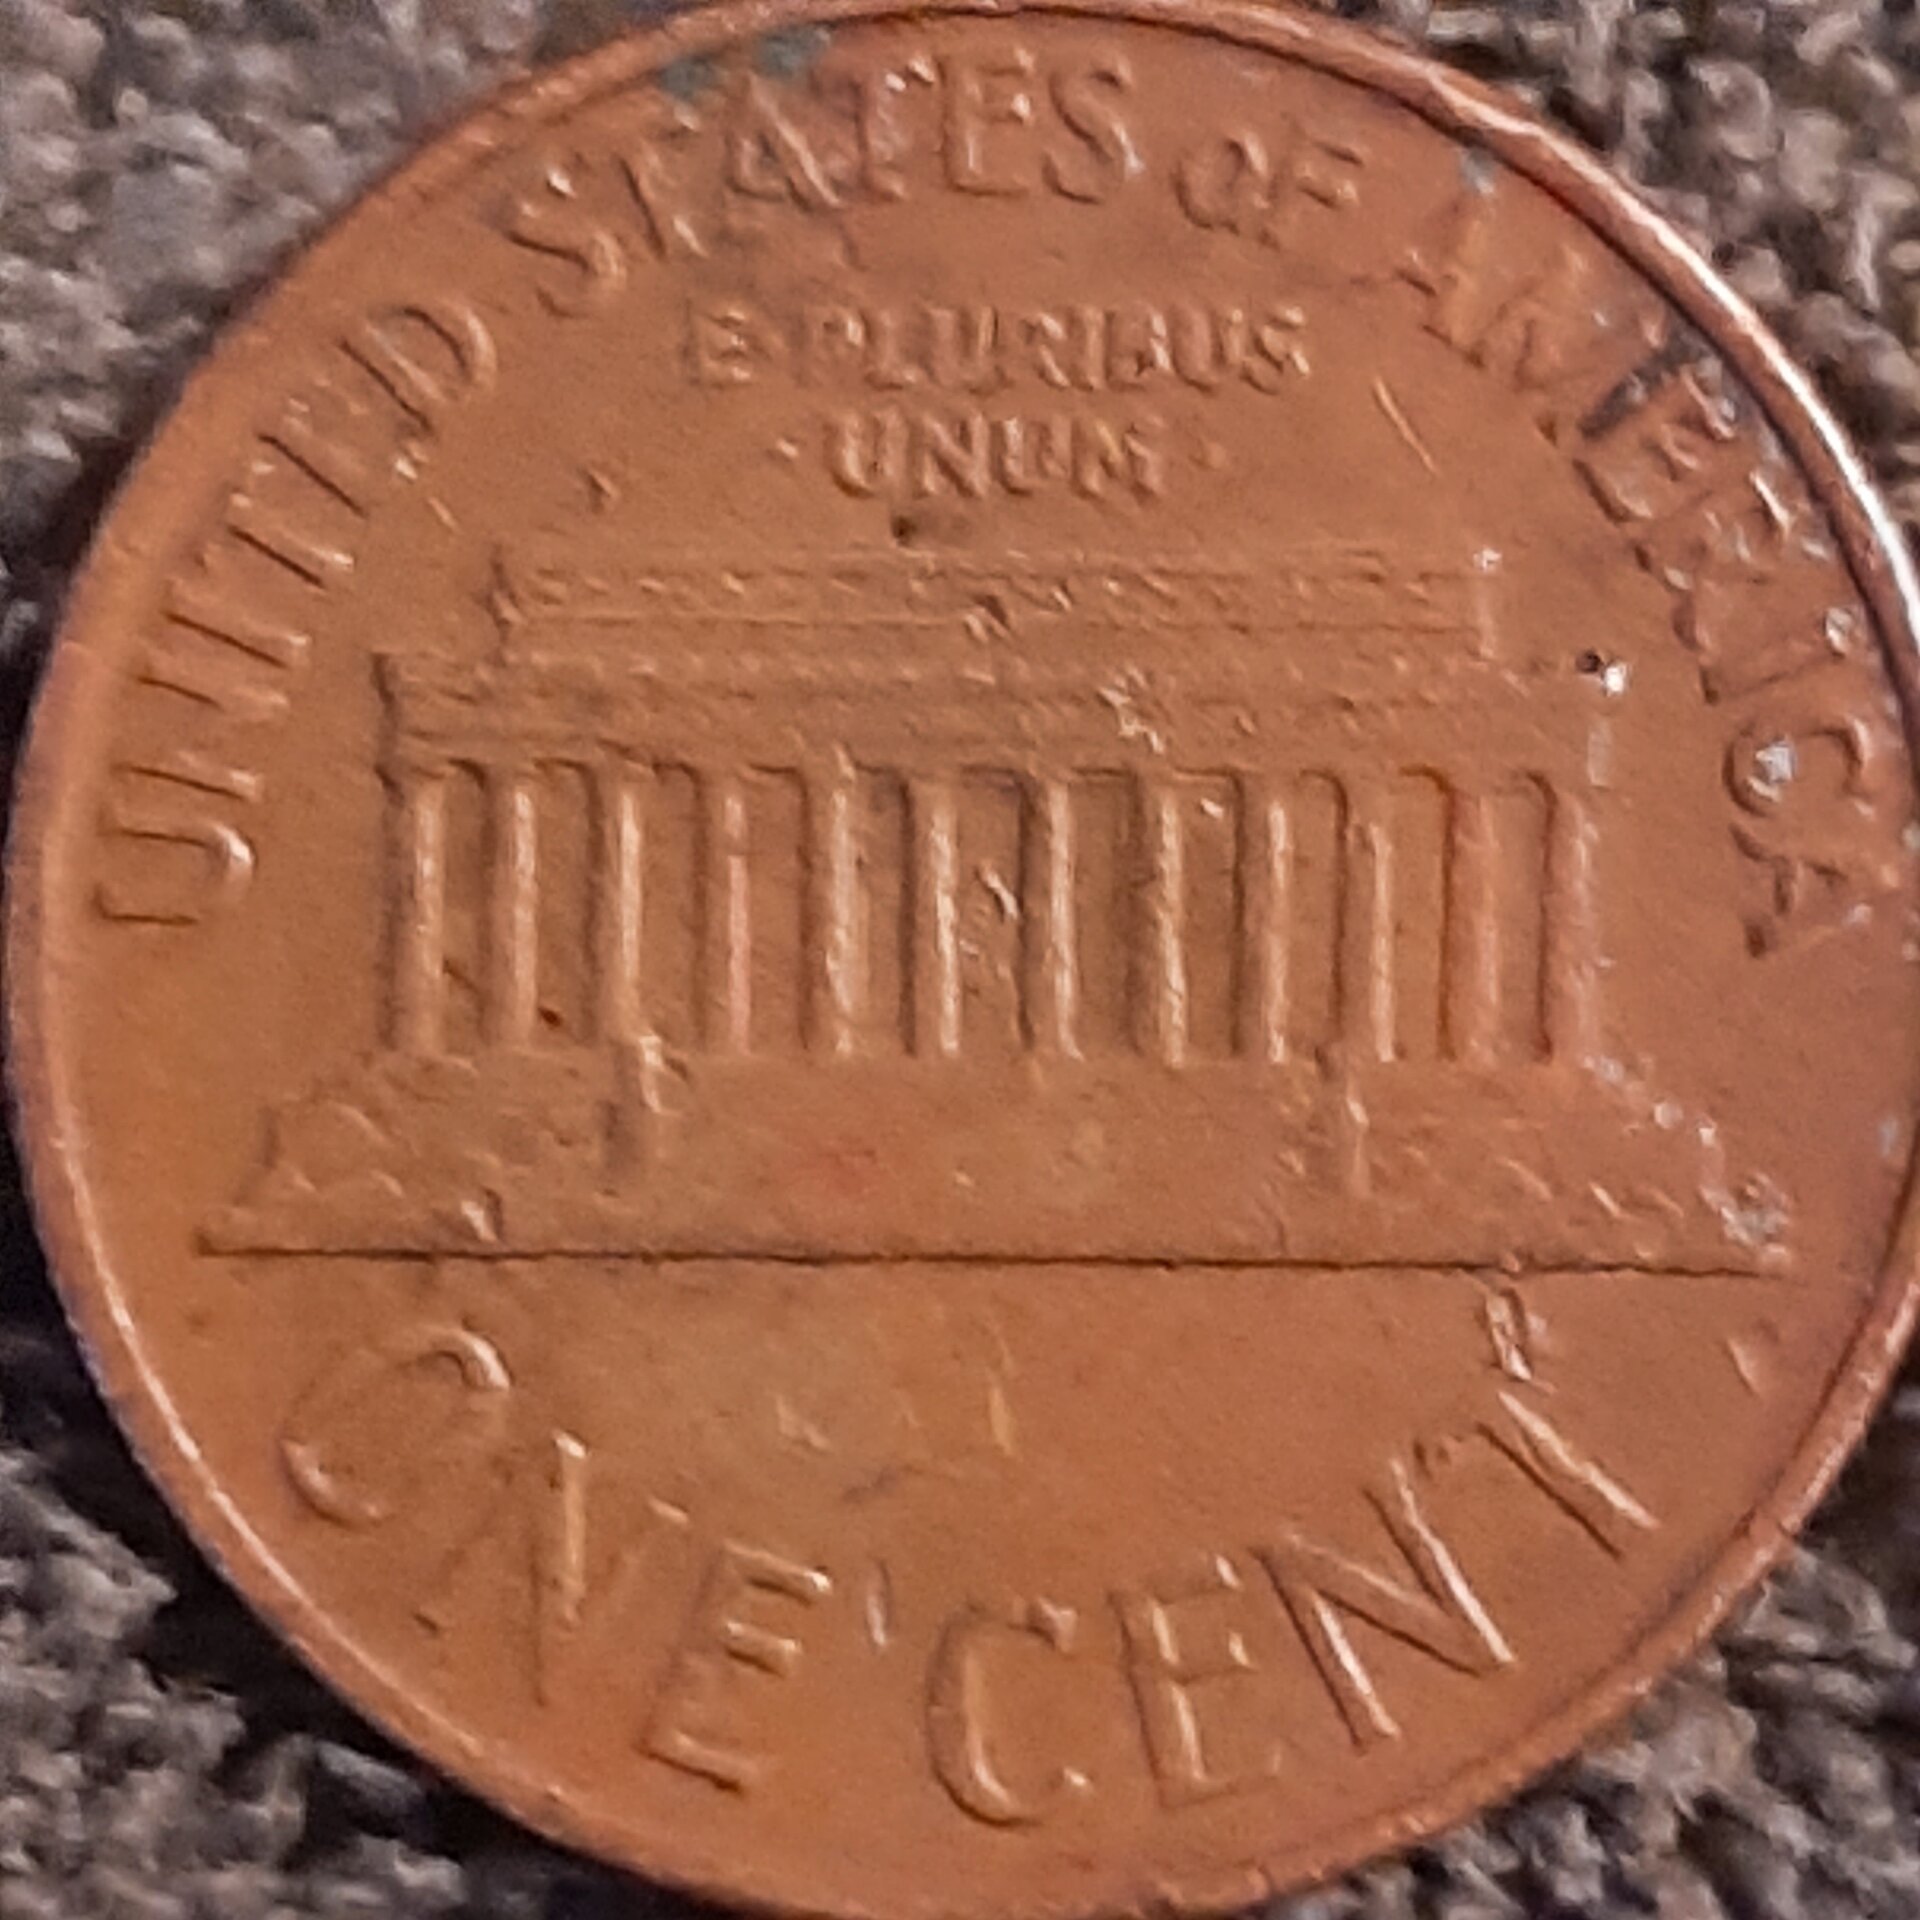 UNITED STATES OF AMERICA
E·PLURIBUS
·UNUM·
ONE CENT